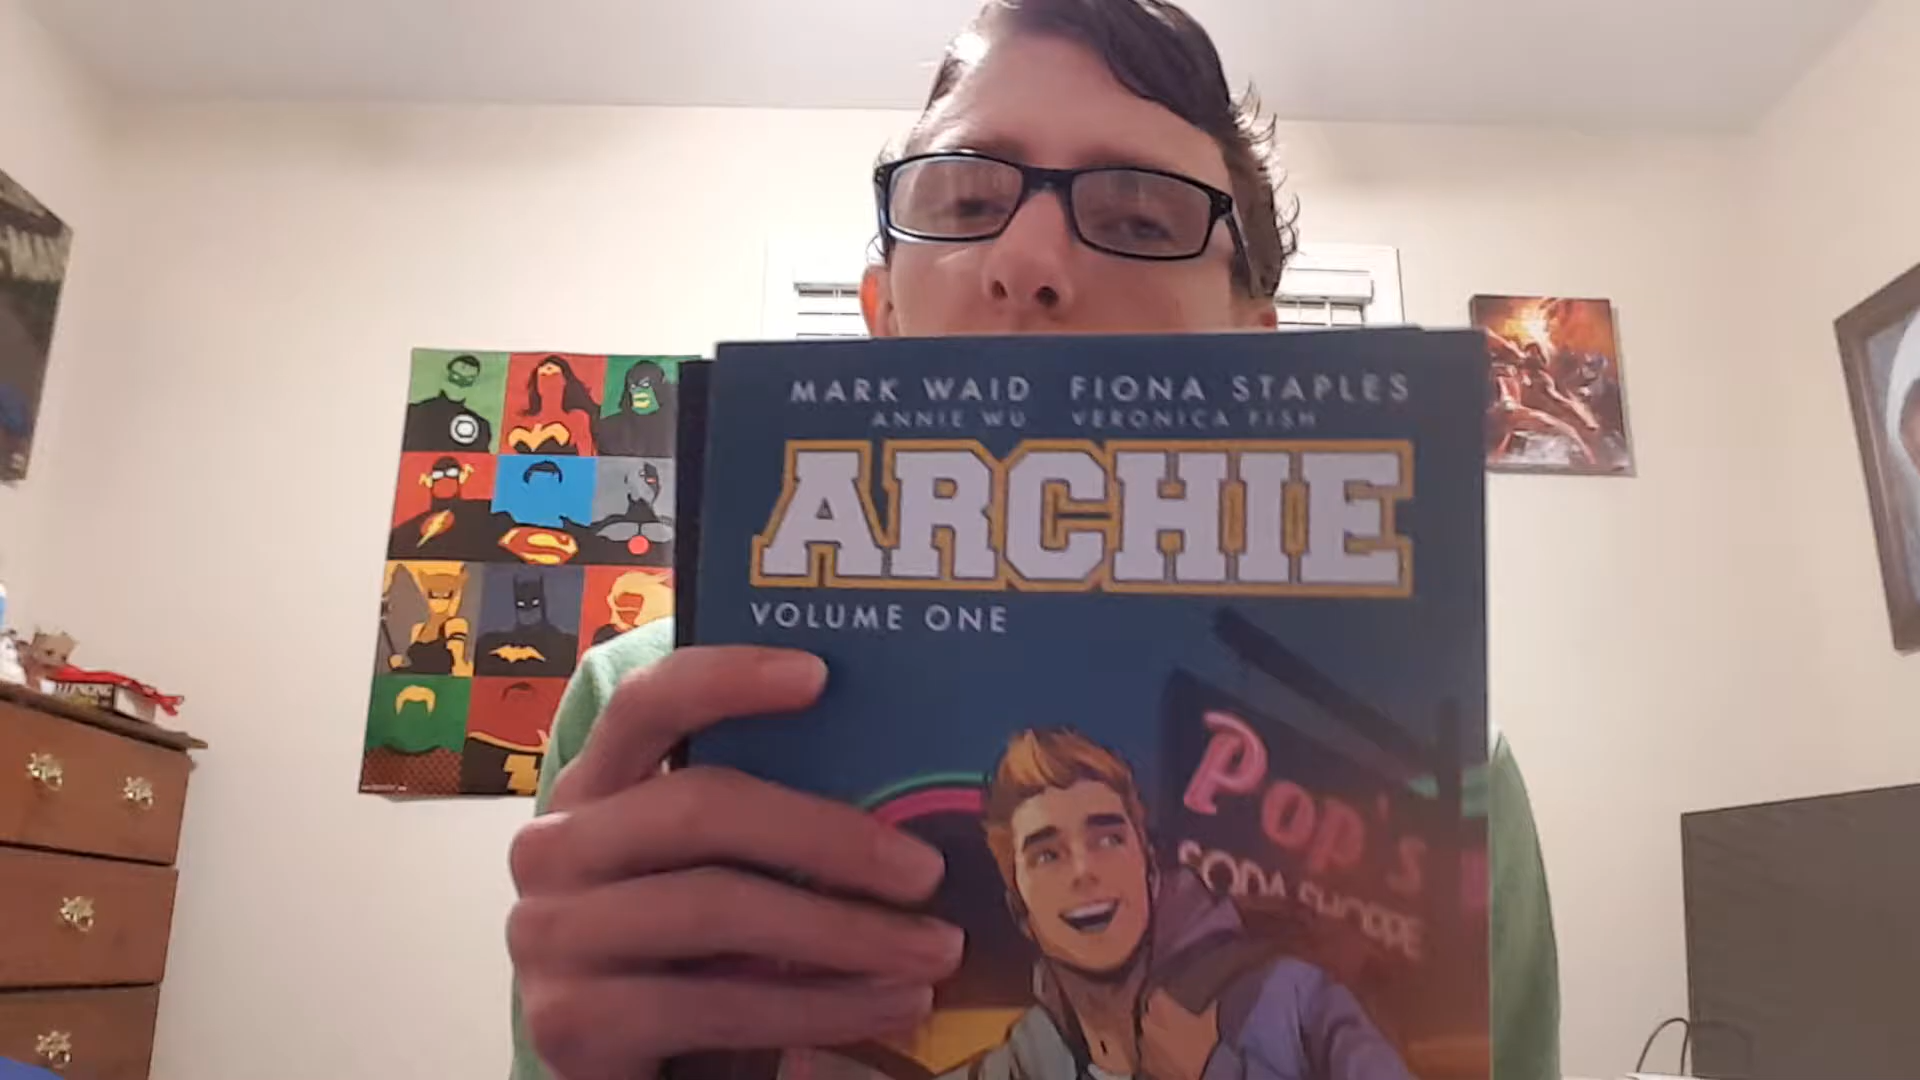 MARK WAID FIONA STAPLES
ANNIE WU VERONICA FISH
ARCHIE
VOLUME ONE
Pop's
SODA SHOPPE